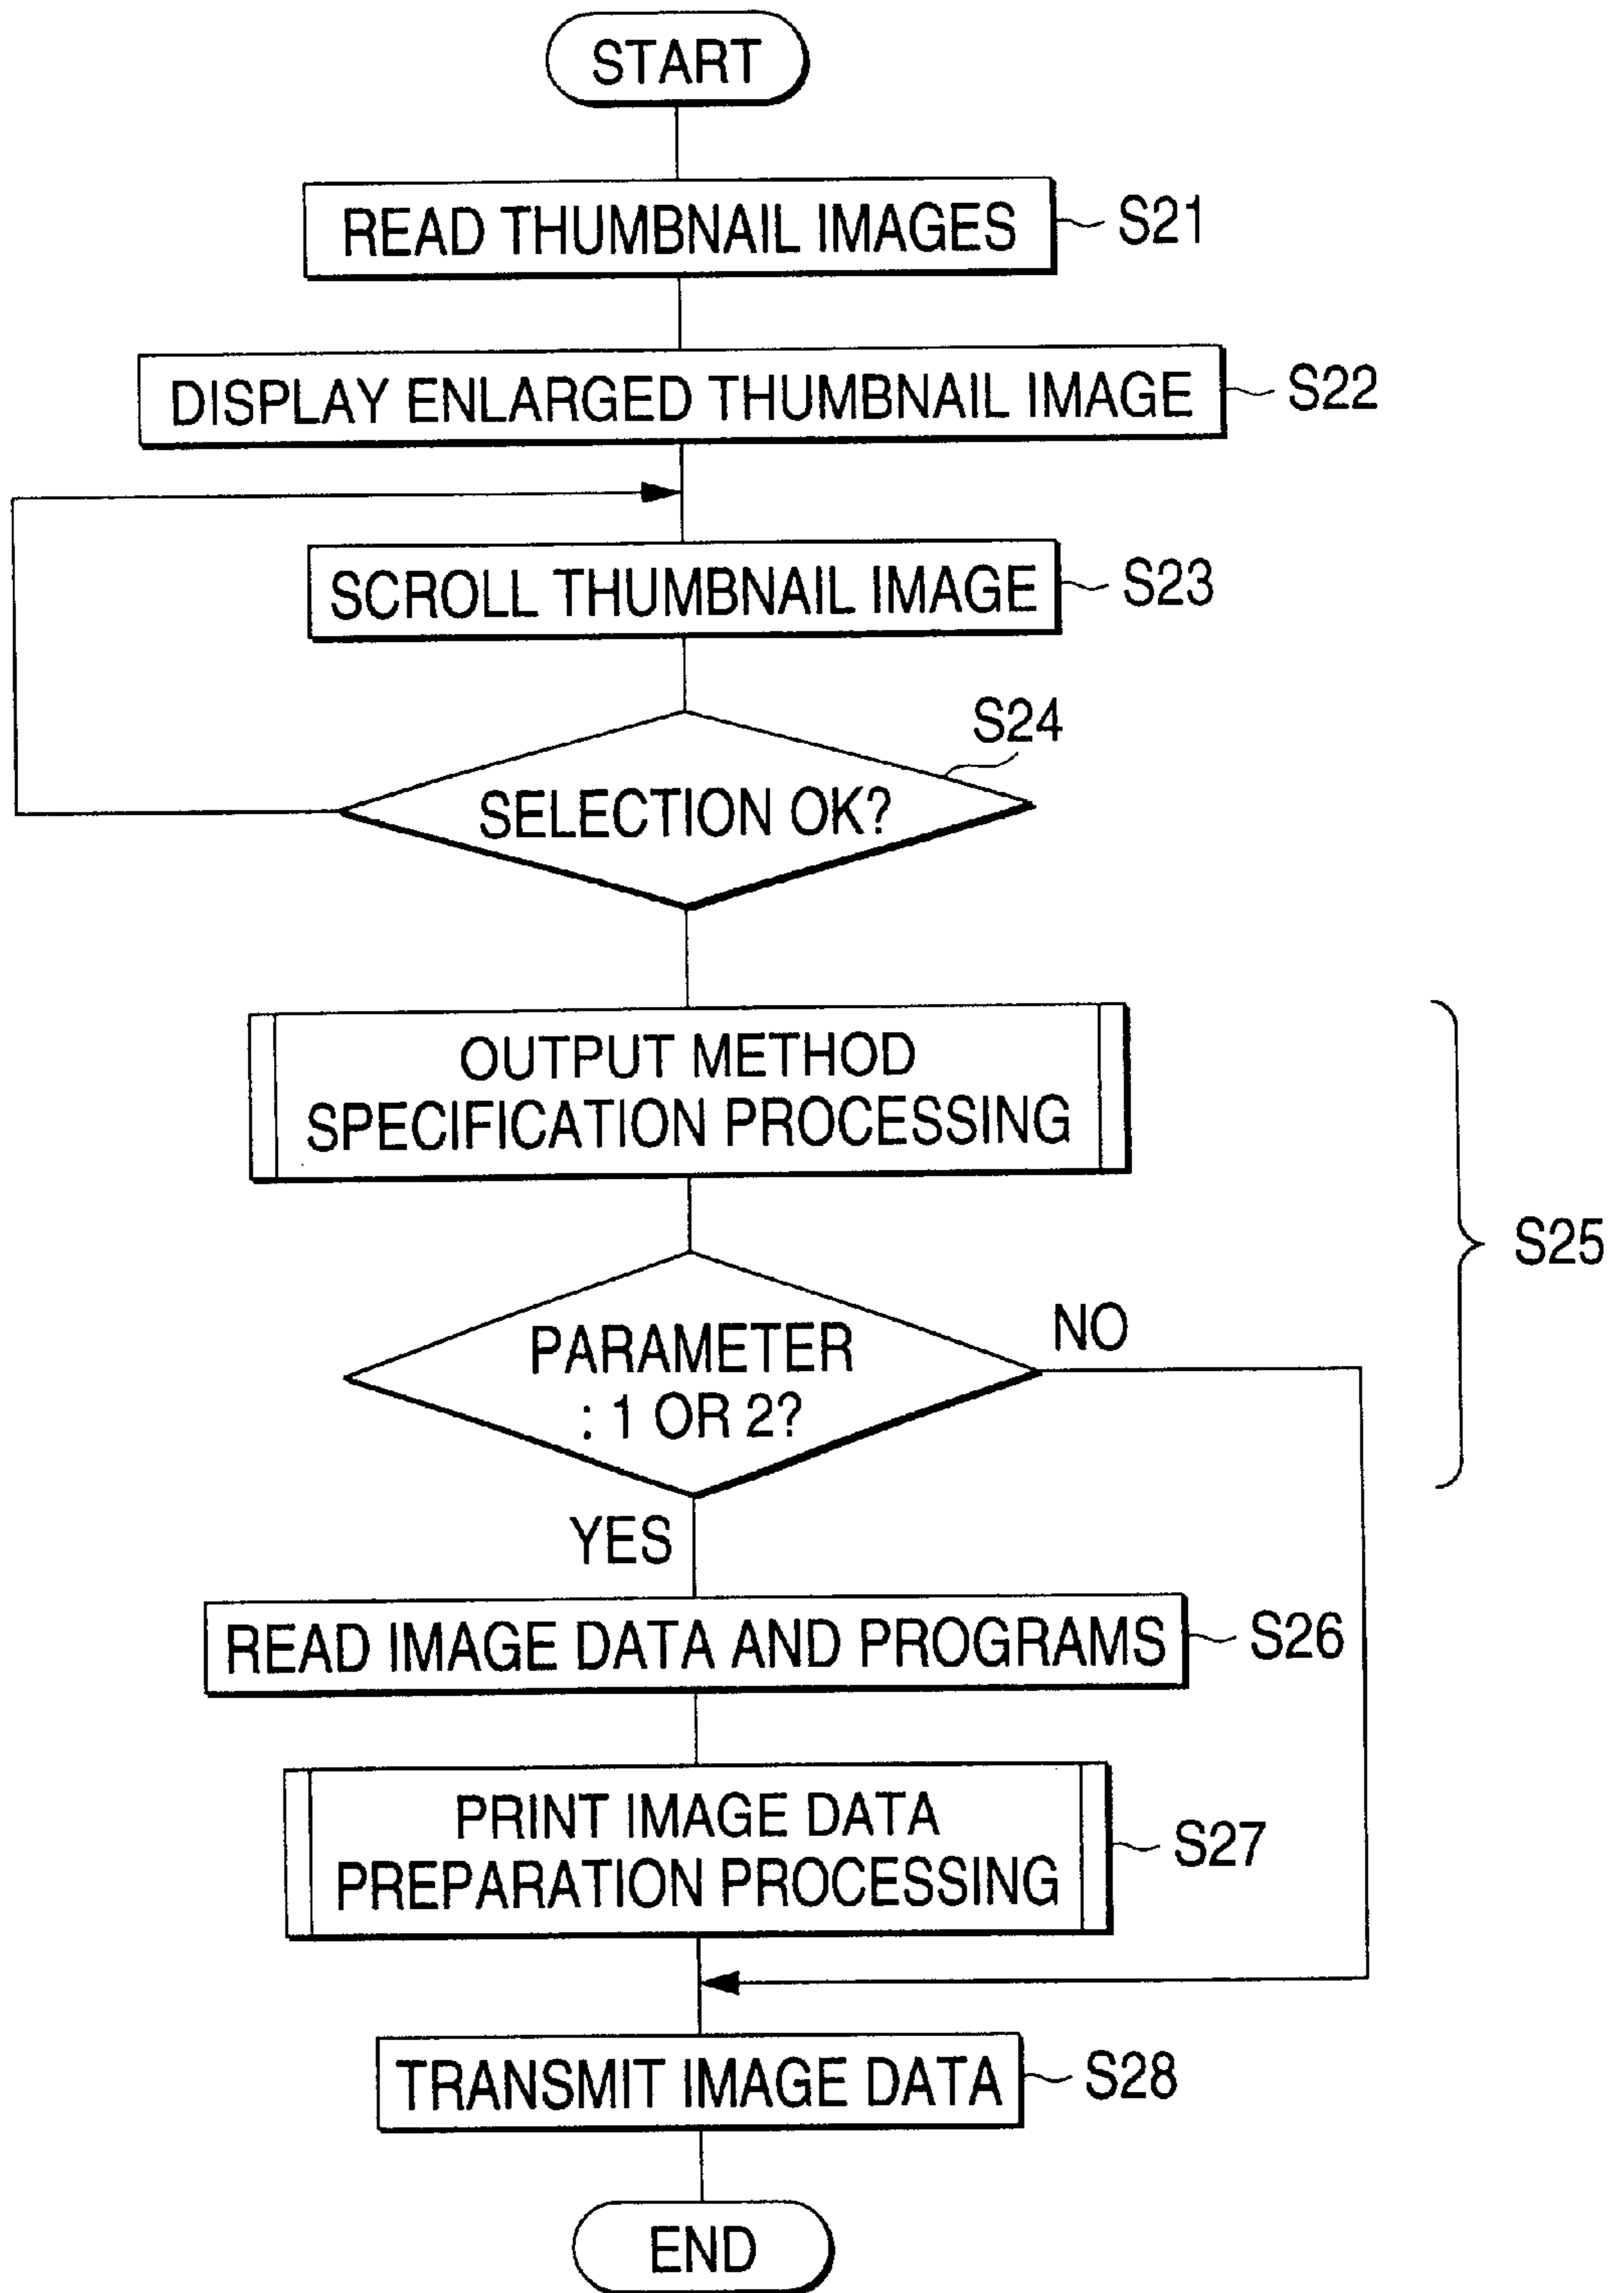 START
READ THUMBNAIL IMAGES
S21
DISPLAY ENLARGED THUMBNAIL IMAGE
S22
SCROLL THUMBNAIL IMAGE
S23
S24
SELECTION OK?
OUTPUT METHOD
SPECIFICATION PROCESSING
S25
PARAMETER
: 1 OR 2?
NO
YES
READ IMAGE DATA AND PROGRAMS
S26
PRINT IMAGE DATA
PREPARATION PROCESSING
S27
TRANSMIT IMAGE DATA
S28
END